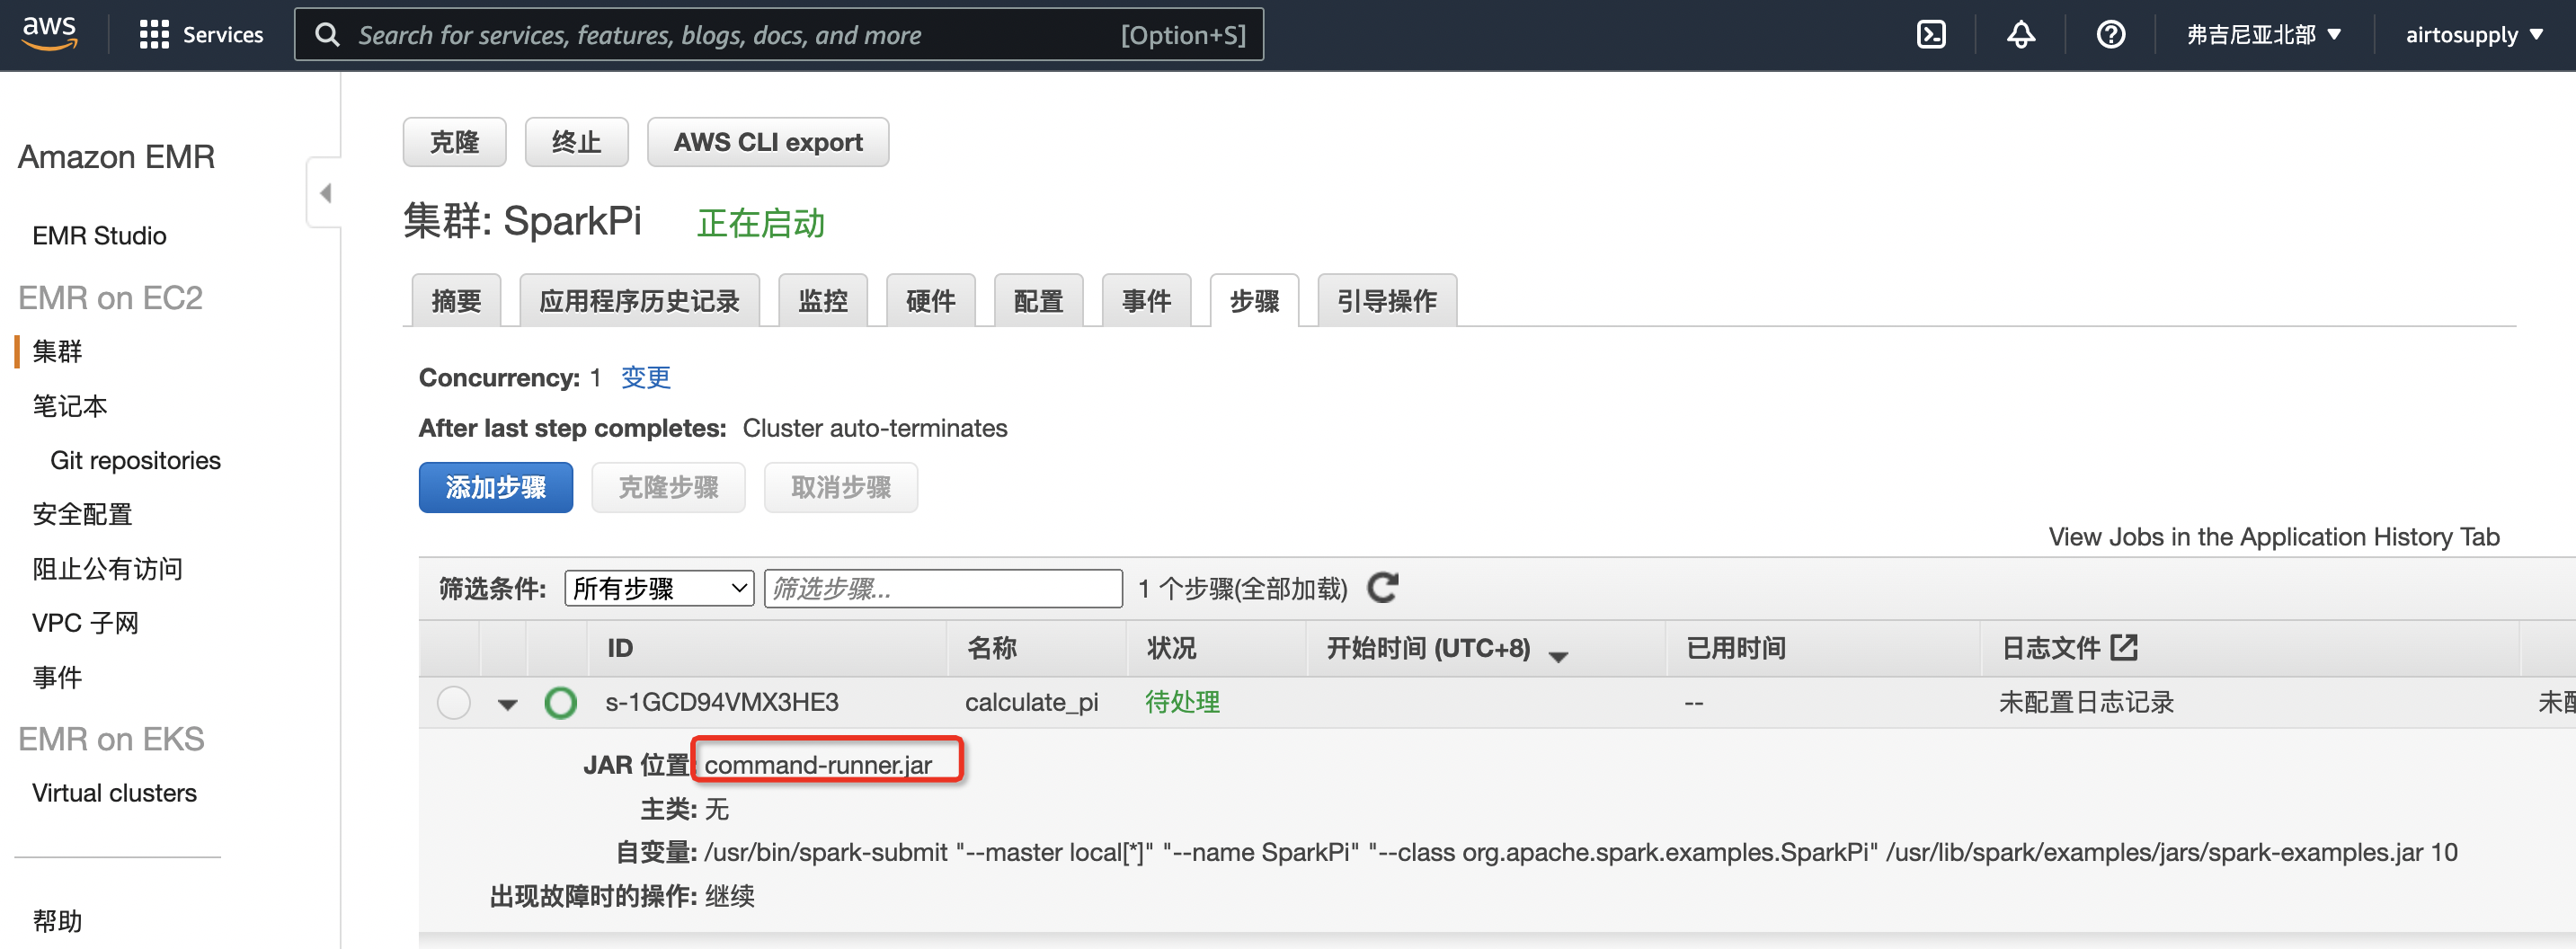 aws Services Search for services, features, blogs, docs, and more [Option+S] 弗吉尼亚北部 airtosupply
Amazon EMR
EMR Studio
EMR on EC2
集群
笔记本
Git repositories
安全配置
阻止公有访问
VPC 子网
事件
EMR on EKS
Virtual clusters
帮助
克隆 终止 AWS CLI export
集群: SparkPi 正在启动
摘要 应用程序历史记录 监控 硬件 配置 事件 步骤 引导操作
Concurrency: 1 变更
After last step completes: Cluster auto-terminates
添加步骤 克隆步骤 取消步骤
View Jobs in the Application History Tab
筛选条件: 所有步骤 筛选步骤... 1 个步骤(全部加载)
ID 名称 状况 开始时间 (UTC+8) 已用时间 日志文件
s-1GCD94VMX3HE3 calculate_pi 待处理 -- 未配置日志记录 未配
JAR 位置: command-runner.jar
主类: 无
自变量: /usr/bin/spark-submit "--master local[*]" "--name SparkPi" "--class org.apache.spark.examples.SparkPi" /usr/lib/spark/examples/jars/spark-examples.jar 10
出现故障时的操作: 继续